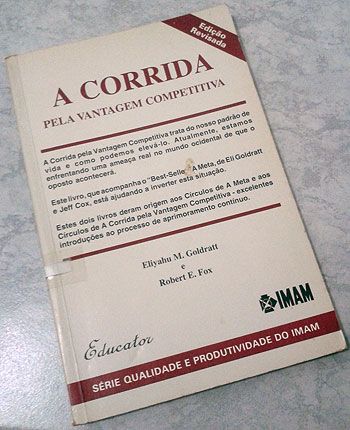 Edição
Revisada
A CORRIDA
PELA VANTAGEM COMPETITIVA
A Corrida pela Vantagem Competitiva trata do nosso padrão de
vida e como podemos elevá-lo. Atualmente, estamos
enfrentando uma ameaça real no mundo ocidental de que o
oposto acontecerá.
Este livro, que acompanha o "Best-Seller A Meta, de Eli Goldratt
e Jeff Cox, está ajudando a inverter esta situação.
Estes dois livros deram origem aos Círculos de A Meta e aos
Círculos de A Corrida pela Vantagem Competitiva - excelentes
introduções ao processo de aprimoramento contínuo.
Eliyahu M. Goldratt
e
Robert E. Fox
IMAM
Educator
SÉRIE QUALIDADE E PRODUTIVIDADE DO IMAM